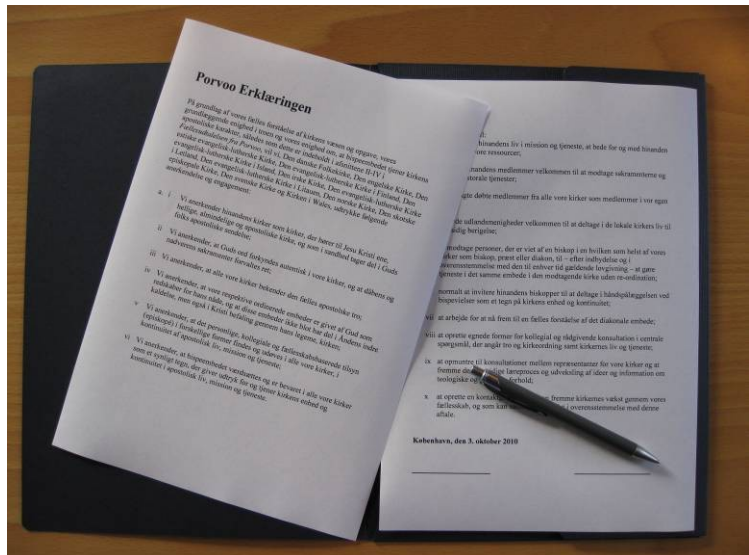 Porvoo Erklæringen
På grundlag af vores fælles forståelse af kirkens væsen og opgave, vores
grundlæggende enighed i troen og vores enighed om, at bispeembedet tjener kirkens
apostoliske karakter, således som dette er indeholdt i afsnittene II-IV i
Fællesudtalelsen fra Porvoo, vil vi, Den danske Folkekirke, Den engelske Kirke, Den
estiske evangelisk-lutherske Kirke, Den evangelisk-lutherske Kirke i Finland, Den
evangelisk-lutherske Kirke i Island, Den irske Kirke, Den evangelisk-lutherske Kirke
i Letland, Den evangelisk-lutherske Kirke i Litauen, Den norske Kirke, Den skotske
episkopale Kirke, Den svenske Kirke og Kirken i Wales, udtrykke følgende
anerkendelse og engagement:
a. i Vi anerkender hinandens kirker som kirker, der hører til Jesu Kristi ene,
hellige, almindelige og apostoliske kirke, og som i sandhed tager del i Guds
folks apostolske sendelse;
ii Vi anerkender, at Guds ord forkyndes autentisk i vore kirker, og at dåbens og
nadverens sakramenter forvaltes ret;
iii Vi anerkender, at alle vore kirker bekender den fælles apostolske tro;
iv Vi anerkender, at vore respektive ordinerede embeder er givet af Gud som
redskaber for hans nåde, og at disse embeder ikke blot har del i Åndens indre
kaldelse, men også i Kristi befaling gennem hans legeme, kirken;
v Vi anerkender, at det personlige, kollegiale og fællesskabsbaserede tilsyn
(episkopé) i forskellige former findes og udøves i alle vore kirker, i
kontinuitet af apostolisk liv, mission og tjeneste;
vi Vi anerkender, at bispeembedet værdsættes og er bevaret i alle vore kirker
som et synligt tegn, der giver udtryk for og tjener kirkens enhed og
kontinuitet i apostolisk liv, mission og tjeneste.
hinandens liv i mission og tjeneste, at bede for og med hinanden
ressourcer,
medlemmer velkommen til at modtage sakramenterne og
tjenester;
døbte medlemmer fra alle vore kirker som medlemmer i vor egen
udlandsmenigheder velkommen til at deltage i de lokale kirkers liv til
berigelse;
modtage personer, der er viet af en biskop i en hvilken som helst af vores
kirker som biskop, præst eller diakon, til – efter indbydelse og i
overensstemmelse med den til enhver tid gældende lovgivning – at gøre
tjeneste i det samme embede i den modtagende kirke uden re-ordination;
normalt at invitere hinandens biskopper til at deltage i håndspålæggelsen ved
bispevielser som et tegn på kirkens enhed og kontinuitet;
vii at arbejde for at nå frem til en fælles forståelse af det diakonale embede;
viii at oprette egnede former for kollegial og rådgivende konsultation i centrale
spørgsmål, der angår tro og kirkeordning samt kirkernes liv og tjeneste;
ix at opmuntre til konsultationer mellem repræsentanter for vore kirker og at
fremme læreproces og udveksling af ideer og information om
teologiske og forhold;
x at oprette en fremme kirkernes vækst gennem vores
fællesskab, og som kan i overensstemmelse med denne
aftale.
København, den 3. oktober 2010